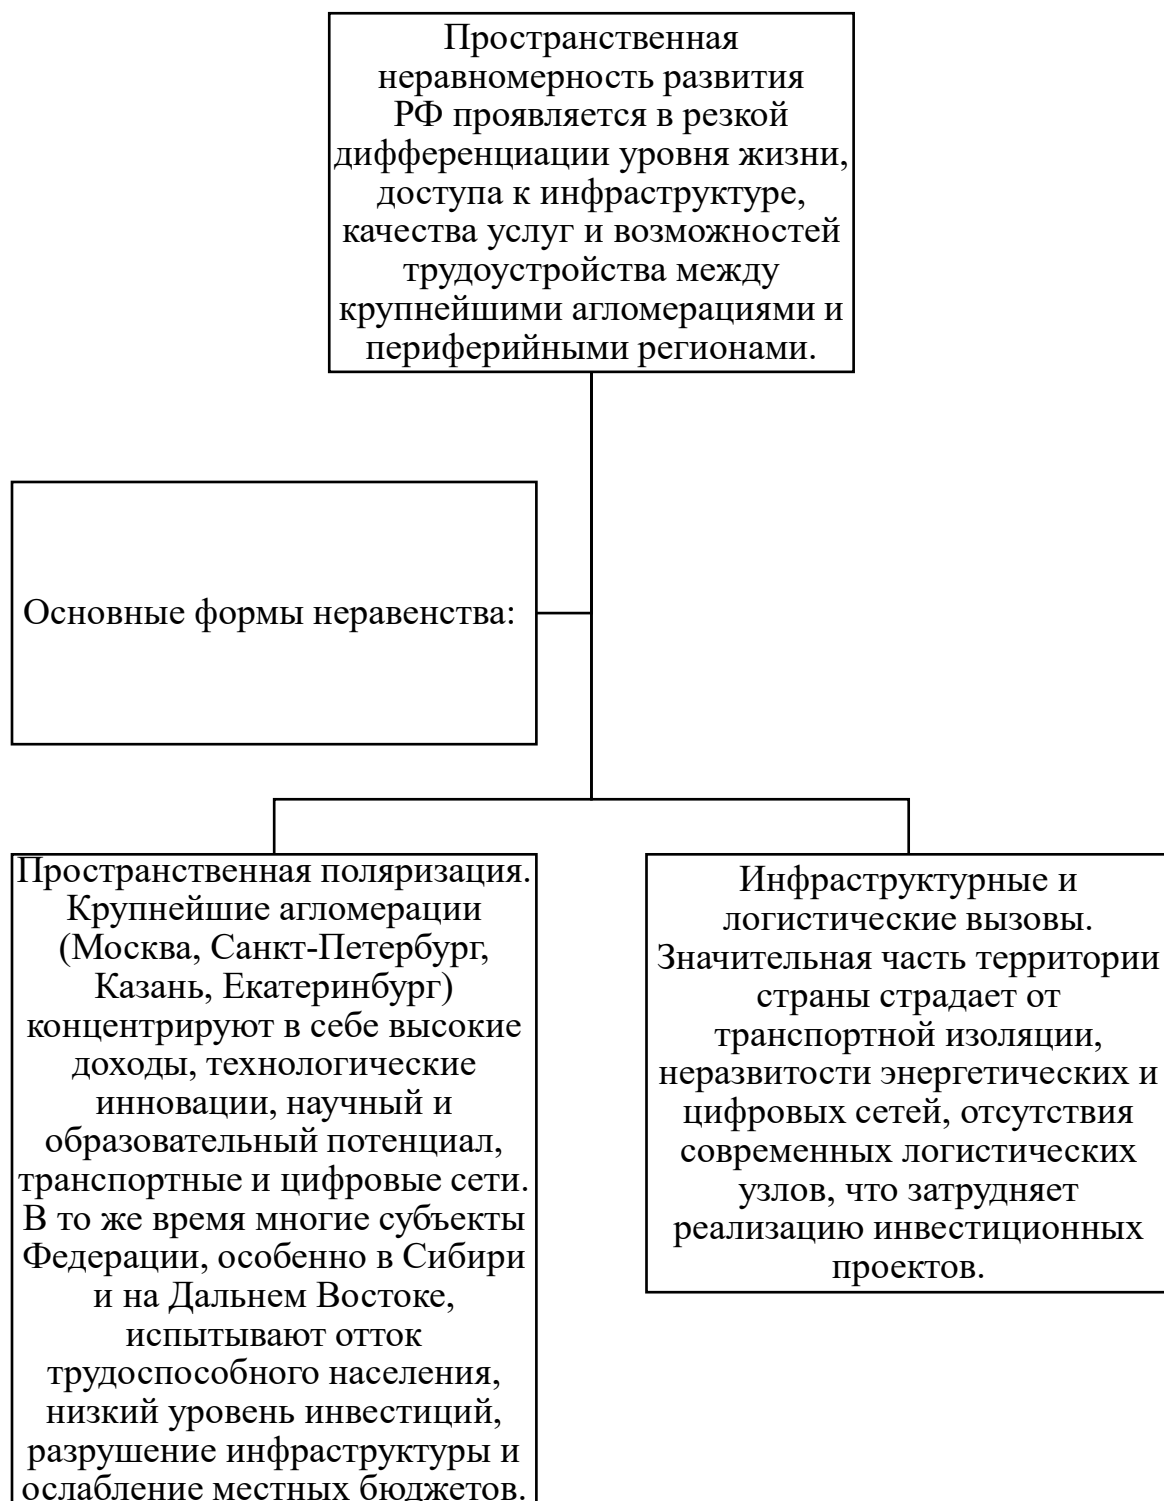 Пространственная
неравномерность развития
РФ проявляется в резкой
дифференциации уровня жизни,
доступа к инфраструктуре,
качества услуг и возможностей
трудоустройства между
крупнейшими агломерациями и
периферийными регионами.
Основные формы неравенства:
Пространственная поляризация.
Крупнейшие агломерации
(Москва, Санкт-Петербург,
Казань, Екатеринбург)
концентрируют в себе высокие
доходы, технологические
инновации, научный и
образовательный потенциал,
транспортные и цифровые сети.
В то же время многие субъекты
Федерации, особенно в Сибири
и на Дальнем Востоке,
испытывают отток
трудоспособного населения,
низкий уровень инвестиций,
разрушение инфраструктуры и
ослабление местных бюджетов.
Инфраструктурные и
логистические вызовы.
Значительная часть территории
страны страдает от
транспортной изоляции,
неразвитости энергетических и
цифровых сетей, отсутствия
современных логистических
узлов, что затрудняет
реализацию инвестиционных
проектов.